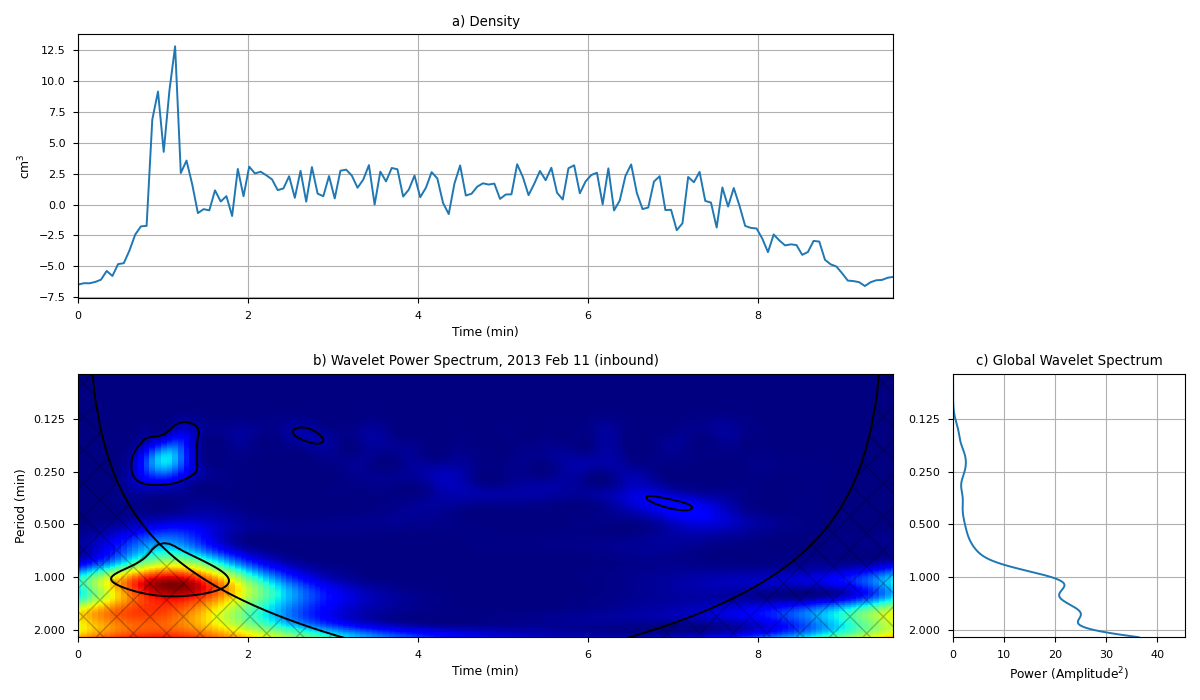 a) Density
12.5
10.0
7.5
5.0
2.5
0.0
−2.5
−5.0
−7.5
cm³
0 2 4 6 8
Time (min)
b) Wavelet Power Spectrum, 2013 Feb 11 (inbound)
0.125
0.250
0.500
1.000
2.000
Period (min)
0 2 4 6 8
Time (min)
c) Global Wavelet Spectrum
0.125
0.250
0.500
1.000
2.000
0 10 20 30 40
Power (Amplitude²)